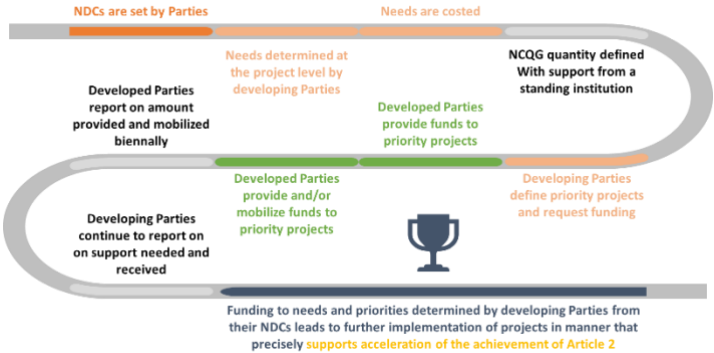 NDCs are set by Parties
Needs determined at
the project level by
developing Parties
Needs are costed
NCQG quantity defined
With support from a
standing institution
Developing Parties
define priority projects
and request funding
Developed Parties
provide funds to
priority projects
Developed Parties
provide and/or
mobilize funds to
priority projects
Developed Parties
report on amount
provided and mobilized
biennally
Developing Parties
continue to report on
on support needed and
received
Funding to needs and priorities determined by developing Parties from
their NDCs leads to further implementation of projects in manner that
precisely supports acceleration of the achievement of Article 2